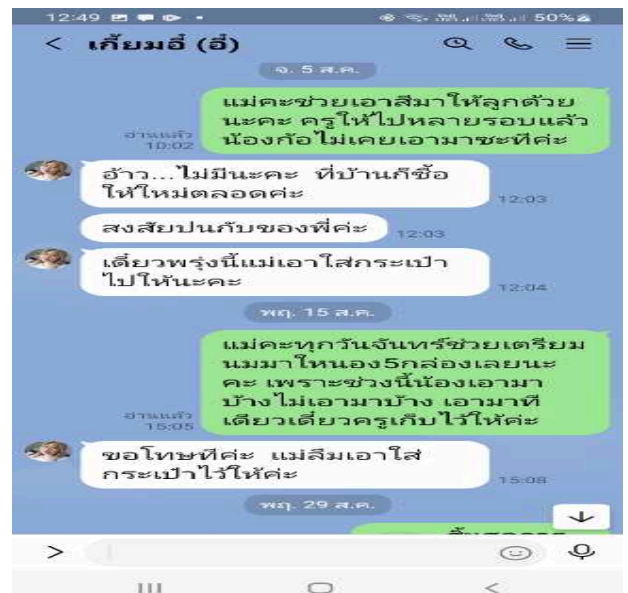 12:49
50%
< เกี้ยมอี๋ (อี๋)
จ. 5 ส.ค.
แม่คะช่วยเอาสีมาให้ลูกด้วย
นะคะ ครูให้ไปหลายรอบแล้ว
น้องก้อไม่เคยเอามาซะทีค่ะ
อ่านแล้ว
10:02
อ้าว...ไม่มีนะคะ ที่บ้านก็ซื้อ
ให้ใหม่ตลอดค่ะ
12:03
สงสัยปนกับของพี่ค่ะ
12:03
เดี๋ยวพรุ่งนี้แม่เอาใส่กระเป๋า
ไปให้นะคะ
12:04
พฤ. 15 ส.ค.
แม่คะทุกวันจันทร์ช่วยเตรียม
นมมาให้นอง5กล่องเลยนะ
คะ เพราะช่วงนี้น้องเอามา
บ้างไม่เอามาบ้าง เอามาที
เดียวเดี่ยวครูเก็บไว้ให้ค่ะ
อ่านแล้ว
15:05
ขอโทษทีค่ะ แม่ลืมเอาใส่
กระเป๋าไว้ให้ค่ะ
15:08
พฤ. 29 ส.ค.